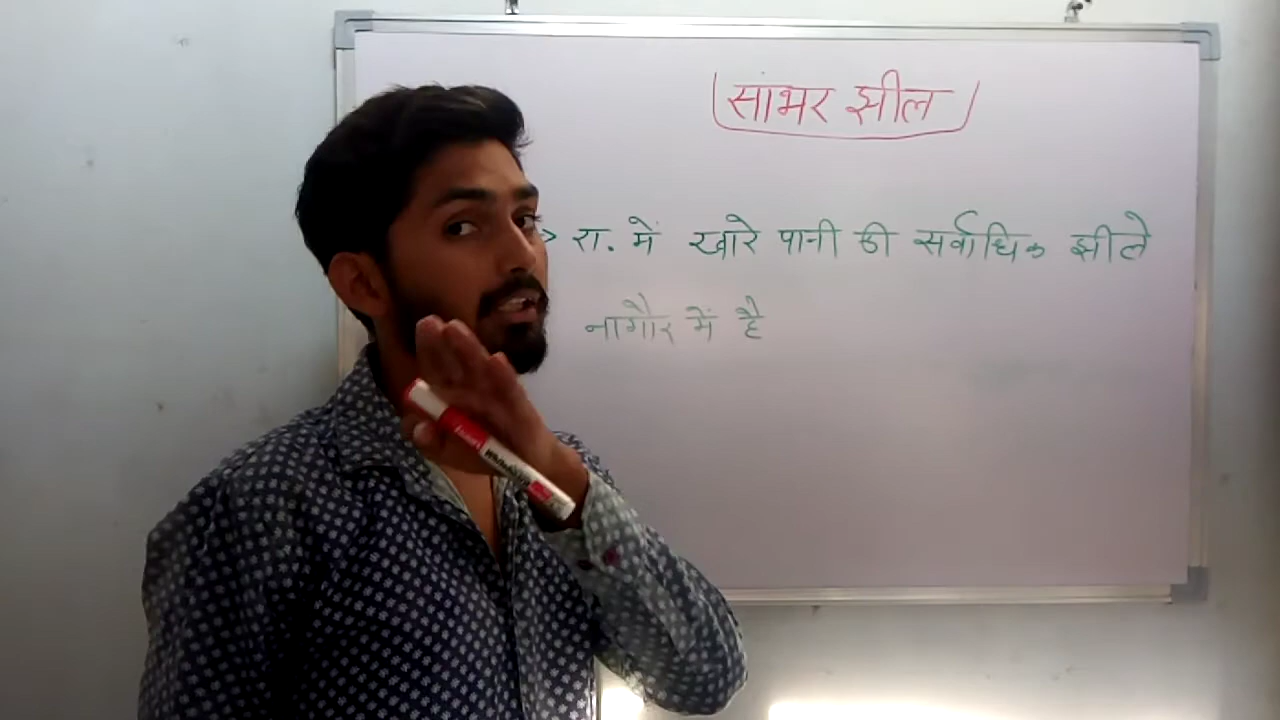 सांभर झील
> रा. में खारे पानी की सर्वाधिक झीले
नागौर में है